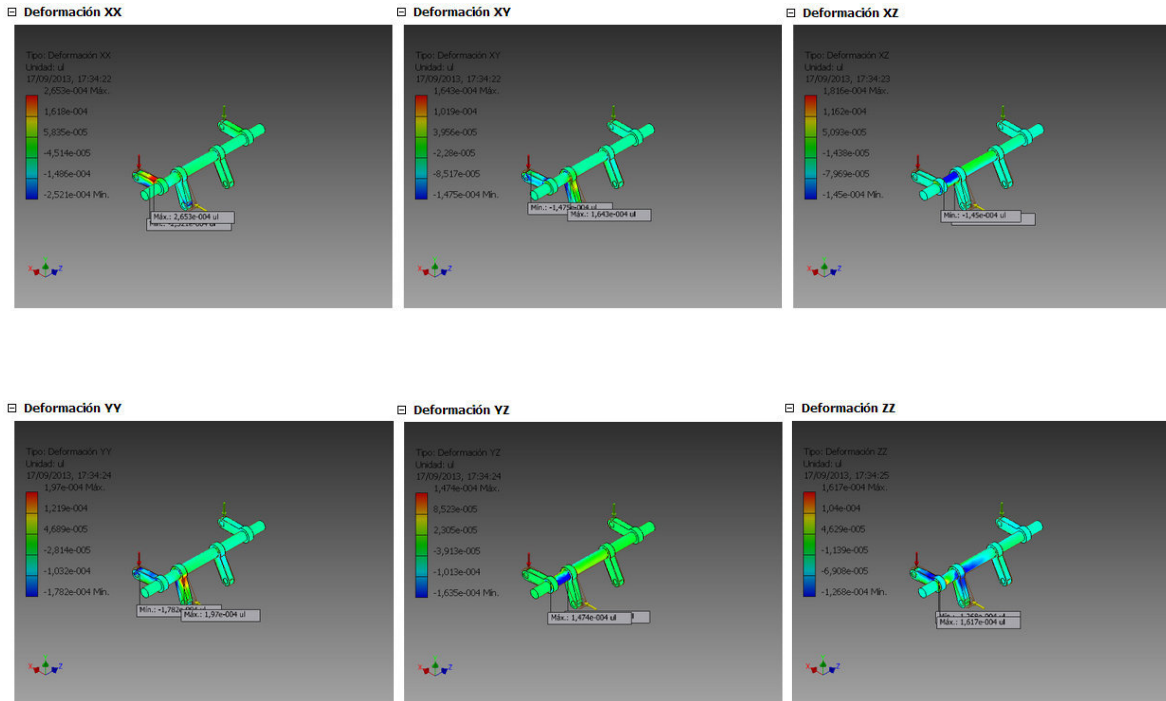 Deformación XX
Tipo: Deformación XX
Unidad: ul
17/09/2013, 17:34:22
2,653e-004 Máx.
1,618e-004
5,835e-005
-4,514e-005
-1,486e-004
-2,521e-004 Mín.
Máx.: 2,653e-004 ul
X
Y
Z
Deformación XY
Tipo: Deformación XY
Unidad: ul
17/09/2013, 17:34:22
1,643e-004 Máx.
1,019e-004
3,956e-005
-2,28e-005
-8,517e-005
-1,475e-004 Mín.
Mín.: -1,475e-004 ul
Máx.: 1,643e-004 ul
X
Y
Z
Deformación XZ
Tipo: Deformación XZ
Unidad: ul
17/09/2013, 17:34:23
1,816e-004 Máx.
1,162e-004
5,093e-005
-1,438e-005
-7,969e-005
-1,45e-004 Mín.
Mín.: -1,45e-004 ul
X
Y
Z
Deformación YY
Tipo: Deformación YY
Unidad: ul
17/09/2013, 17:34:24
1,97e-004 Máx.
1,219e-004
4,689e-005
-2,814e-005
-1,032e-004
-1,782e-004 Mín.
Mín.: -1,782e-004 ul
Máx.: 1,97e-004 ul
X
Y
Z
Deformación YZ
Tipo: Deformación YZ
Unidad: ul
17/09/2013, 17:34:24
1,474e-004 Máx.
8,523e-005
2,305e-005
-3,913e-005
-1,013e-004
-1,635e-004 Mín.
Máx.: 1,474e-004 ul
X
Y
Z
Deformación ZZ
Tipo: Deformación ZZ
Unidad: ul
17/09/2013, 17:34:25
1,617e-004 Máx.
1,04e-004
4,629e-005
-1,139e-005
-6,908e-005
-1,268e-004 Mín.
Máx.: 1,617e-004 ul
X
Y
Z